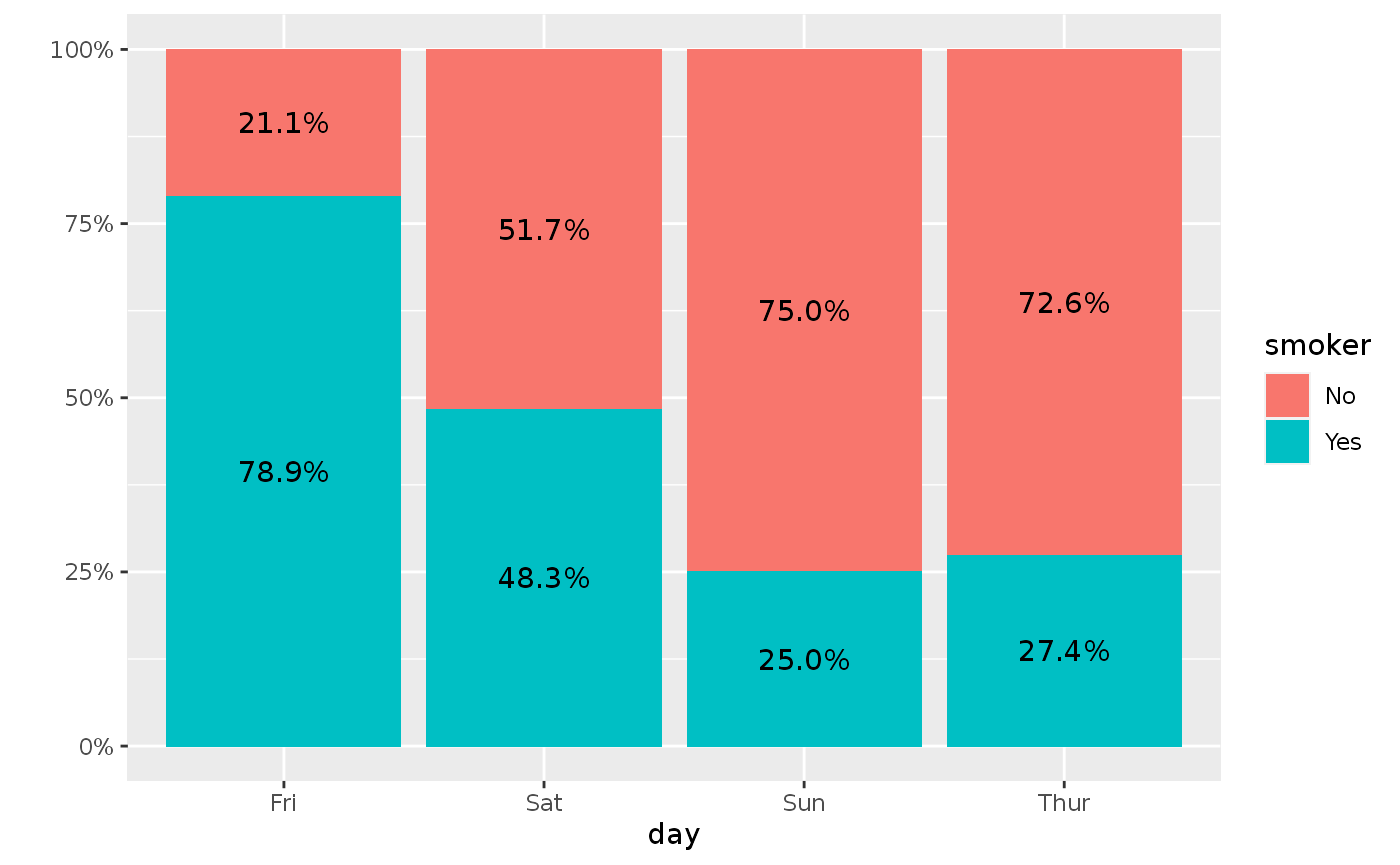 100%
75%
50%
25%
0%
21.1%
78.9%
51.7%
48.3%
75.0%
25.0%
72.6%
27.4%
Fri
Sat
Sun
Thur
day
smoker
No
Yes